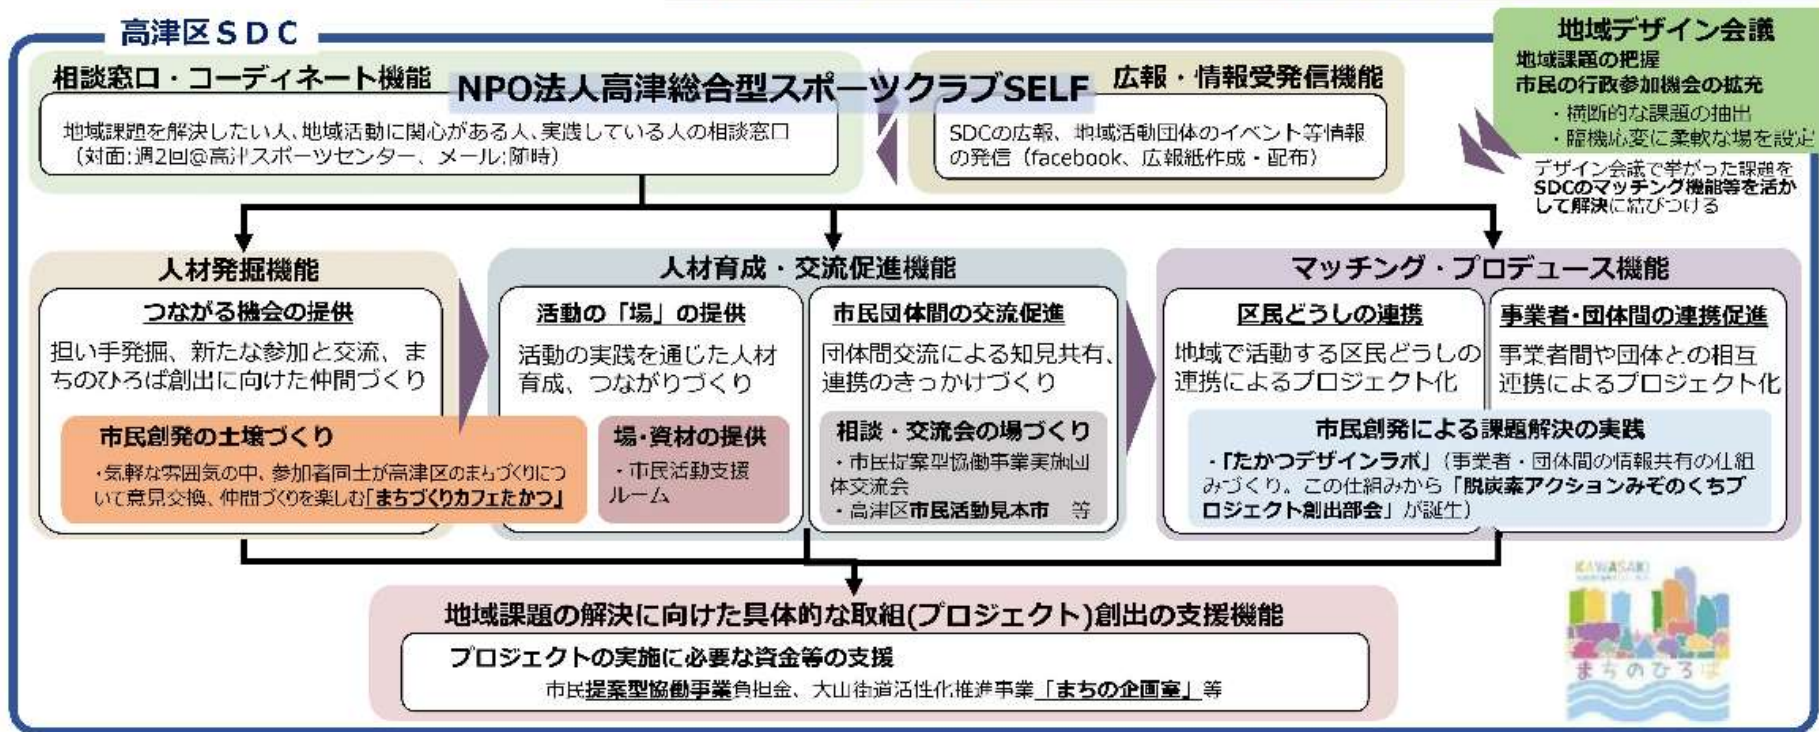 高津区SDC
相談窓口・コーディネート機能
NPO法人高津総合型スポーツクラブSELF
広報・情報受発信機能
地域課題を解決したい人、地域活動に関心がある人、実践している人の相談窓口
（対面:週2回@高津スポーツセンター、メール:随時）
SDCの広報、地域活動団体のイベント等情報
の発信（facebook、広報紙作成・配布）
地域デザイン会議
地域課題の把握
市民の行政参加機会の拡充
・横断的な課題の抽出
・臨機応変に柔軟な場を設定
デザイン会議で挙がった課題を
SDCのマッチング機能等を活か
して解決に結びつける
人材発掘機能
つながる機会の提供
担い手発掘、新たな参加と交流、ま
ちのひろば創出に向けた仲間づくり
市民創発の土壌づくり
・気軽な雰囲気の中、参加者同士が高津区のまちづくりにつ
いて意見交換、仲間づくりを楽しむ「まちづくりカフェたかつ」
人材育成・交流促進機能
活動の「場」の提供
活動の実践を通じた人材
育成、つながりづくり
場・資材の提供
・市民活動支援
ルーム
市民団体間の交流促進
団体間交流による知見共有、
連携のきっかけづくり
相談・交流会の場づくり
・市民提案型協働事業実施団
体交流会
・高津区市民活動見本市　等
マッチング・プロデュース機能
区民どうしの連携
地域で活動する区民どうしの
連携によるプロジェクト化
事業者・団体間の連携促進
事業者間や団体との相互
連携によるプロジェクト化
市民創発による課題解決の実践
・「たかつデザインラボ」（事業者・団体間の情報共有の仕組
みづくり。この仕組みから「脱炭素アクションみぞのくちプ
ロジェクト創出部会」が誕生）
地域課題の解決に向けた具体的な取組(プロジェクト)創出の支援機能
プロジェクトの実施に必要な資金等の支援
市民提案型協働事業負担金、大山街道活性化推進事業「まちの企画室」等
KAWASAKI
まちのひろば